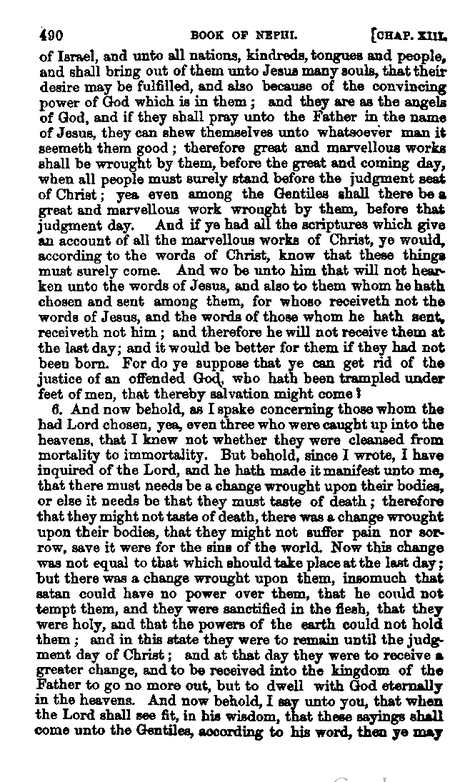 490 BOOK OF NEPHI. [CHAP. XIII.
of Israel, and unto all nations, kindreds, tongues and people,
and shall bring out of them unto Jesus many souls, that their
desire may be fulfilled, and also because of the convincing
power of God which is in them; and they are as the angels
of God, and if they shall pray unto the Father in the name
of Jesus, they can shew themselves unto whatsoever man it
seemeth them good; therefore great and marvellous works
shall be wrought by them, before the great and coming day,
when all people must surely stand before the judgment seat
of Christ; yea even among the Gentiles shall there be a
great and marvellous work wrought by them, before that
judgment day. And if ye had all the scriptures which give
an account of all the marvellous works of Christ, ye would,
according to the words of Christ, know that these things
must surely come. And wo be unto him that will not hear-
ken unto the words of Jesus, and also to them whom he hath
chosen and sent among them, for whoso receiveth not the
words of Jesus, and the words of those whom he hath sent,
receiveth not him; and therefore he will not receive them at
the last day; and it would be better for them if they had not
been born. For do ye suppose that ye can get rid of the
justice of an offended God, who hath been trampled under
feet of men, that thereby salvation might come?
6. And now behold, as I spake concerning those whom the
had Lord chosen, yea, even three who were caught up into the
heavens, that I knew not whether they were cleansed from
mortality to immortality. But behold, since I wrote, I have
inquired of the Lord, and he hath made it manifest unto me,
that there must needs be a change wrought upon their bodies,
or else it needs be that they must taste of death; therefore
that they might not taste of death, there was a change wrought
upon their bodies, that they might not suffer pain nor sor-
row, save it were for the sins of the world. Now this change
was not equal to that which should take place at the last day;
but there was a change wrought upon them, insomuch that
satan could have no power over them, that he could not
tempt them, and they were sanctified in the flesh, that they
were holy, and that the powers of the earth could not hold
them; and in this state they were to remain until the judg-
ment day of Christ; and at that day they were to receive a
greater change, and to be received into the kingdom of the
Father to go no more out, but to dwell with God eternally
in the heavens. And now behold, I say unto you, that when
the Lord shall see fit, in his wisdom, that these sayings shall
come unto the Gentiles, according to his word, then ye may